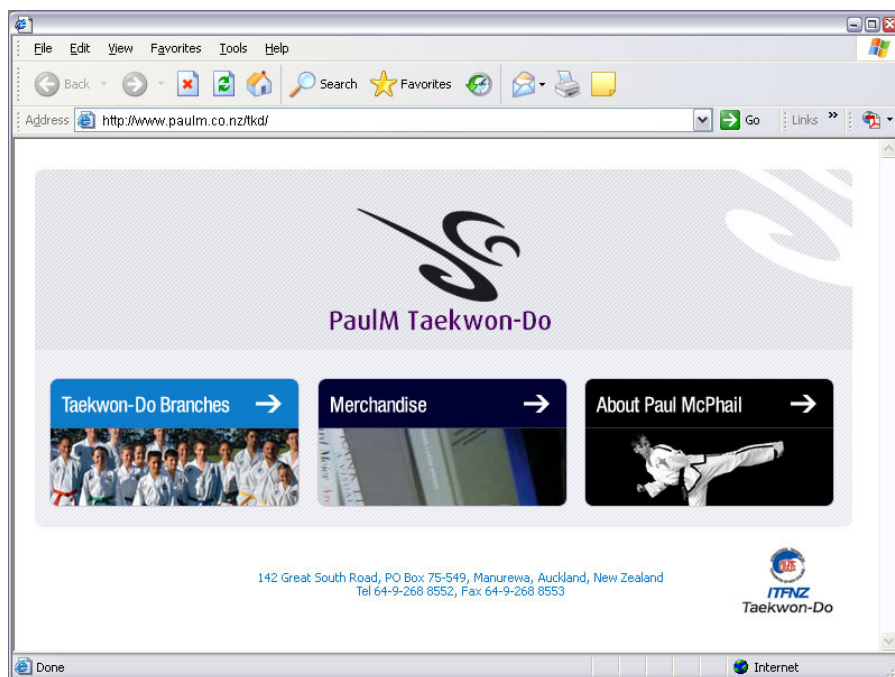 File Edit View Favorites Tools Help
Back Search Favorites
Address http://www.paulm.co.nz/tkd/ Go Links »
PaulM Taekwon-Do
Taekwon-Do Branches
Merchandise
About Paul McPhail
142 Great South Road, PO Box 75-549, Manurewa, Auckland, New Zealand
Tel 64-9-268 8552, Fax 64-9-268 8553
ITFNZ
Taekwon-Do
Done Internet